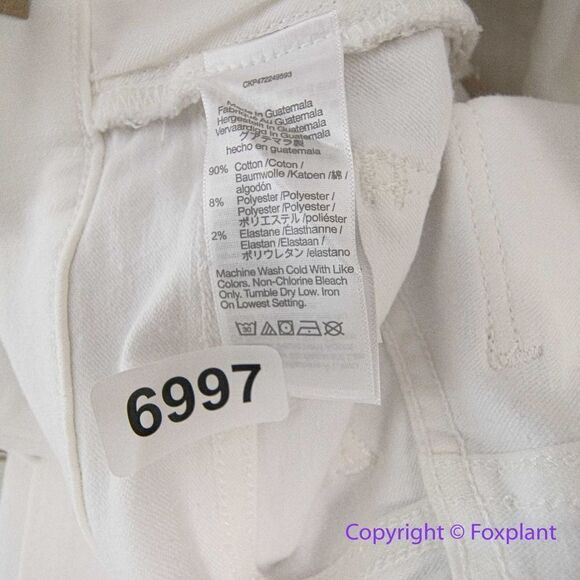 CKP472249593
Made in Guatemala
Fabriqué Au Guatemala
Hergestellt in Guatemala
Vervaardigd in Guatemala
グアテマラ製
hecho en guatemala
90% Cotton /Coton /
Baumwolle /Katoen /綿 /
algodón
8% Polyester /Polyester /
Polyester /Polyester /
ポリエステル /poliéster
2% Elastane /Élasthanne /
Elastan /Elastaan /
ポリウレタン /elastano
Machine Wash Cold With Like
Colors. Non-Chlorine Bleach
Only. Tumble Dry Low. Iron
On Lowest Setting.
6997
Copyright © Foxplant